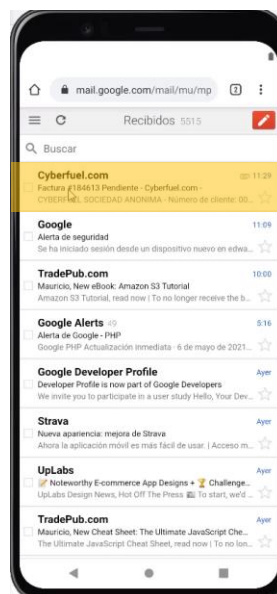 mail.google.com/mail/mu/mp
2
Recibidos 5515
Buscar
Cyberfuel.com 11:29
Factura #184613 Pendiente - Cyberfuel.com -
CYBERFUEL SOCIEDAD ANONIMA - Número de cliente: 00...
Google 11:09
Alerta de seguridad
Se ha iniciado sesión desde un dispositivo nuevo en edwa...
TradePub.com 10:00
Mauricio, New eBook: Amazon S3 Tutorial
Amazon S3 Tutorial, read now | To no longer receive the b...
Google Alerts 49 5:16
Alerta de Google - PHP
Google PHP Actualización inmediata · 6 de mayo de 2021...
Google Developer Profile Ayer
Developer Profile is now part of Google Developers
We invite you to participate in a user study Hello, Your Dev...
Strava Ayer
Nueva apariencia: mejora de Strava
Ahora la aplicación móvil es más fácil de usar. | Acceso m...
UpLabs Ayer
📝 Noteworthy E-commerce App Designs + 🏆 Challenge...
UpLabs Design News, Hot Off The Press 📰 To start, we'd ...
TradePub.com Ayer
Mauricio, New Cheat Sheet: The Ultimate JavaScript Che...
The Ultimate JavaScript Cheat Sheet, read now | To no lon...